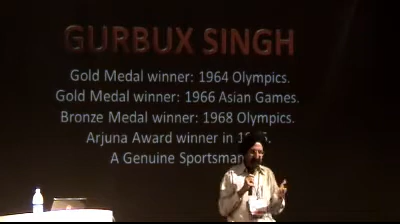 GURBUX SINGH
Gold Medal winner: 1964 Olympics.
Gold Medal winner: 1966 Asian Games.
Bronze Medal winner: 1968 Olympics.
Arjuna Award winner in
A Genuine Sportsman